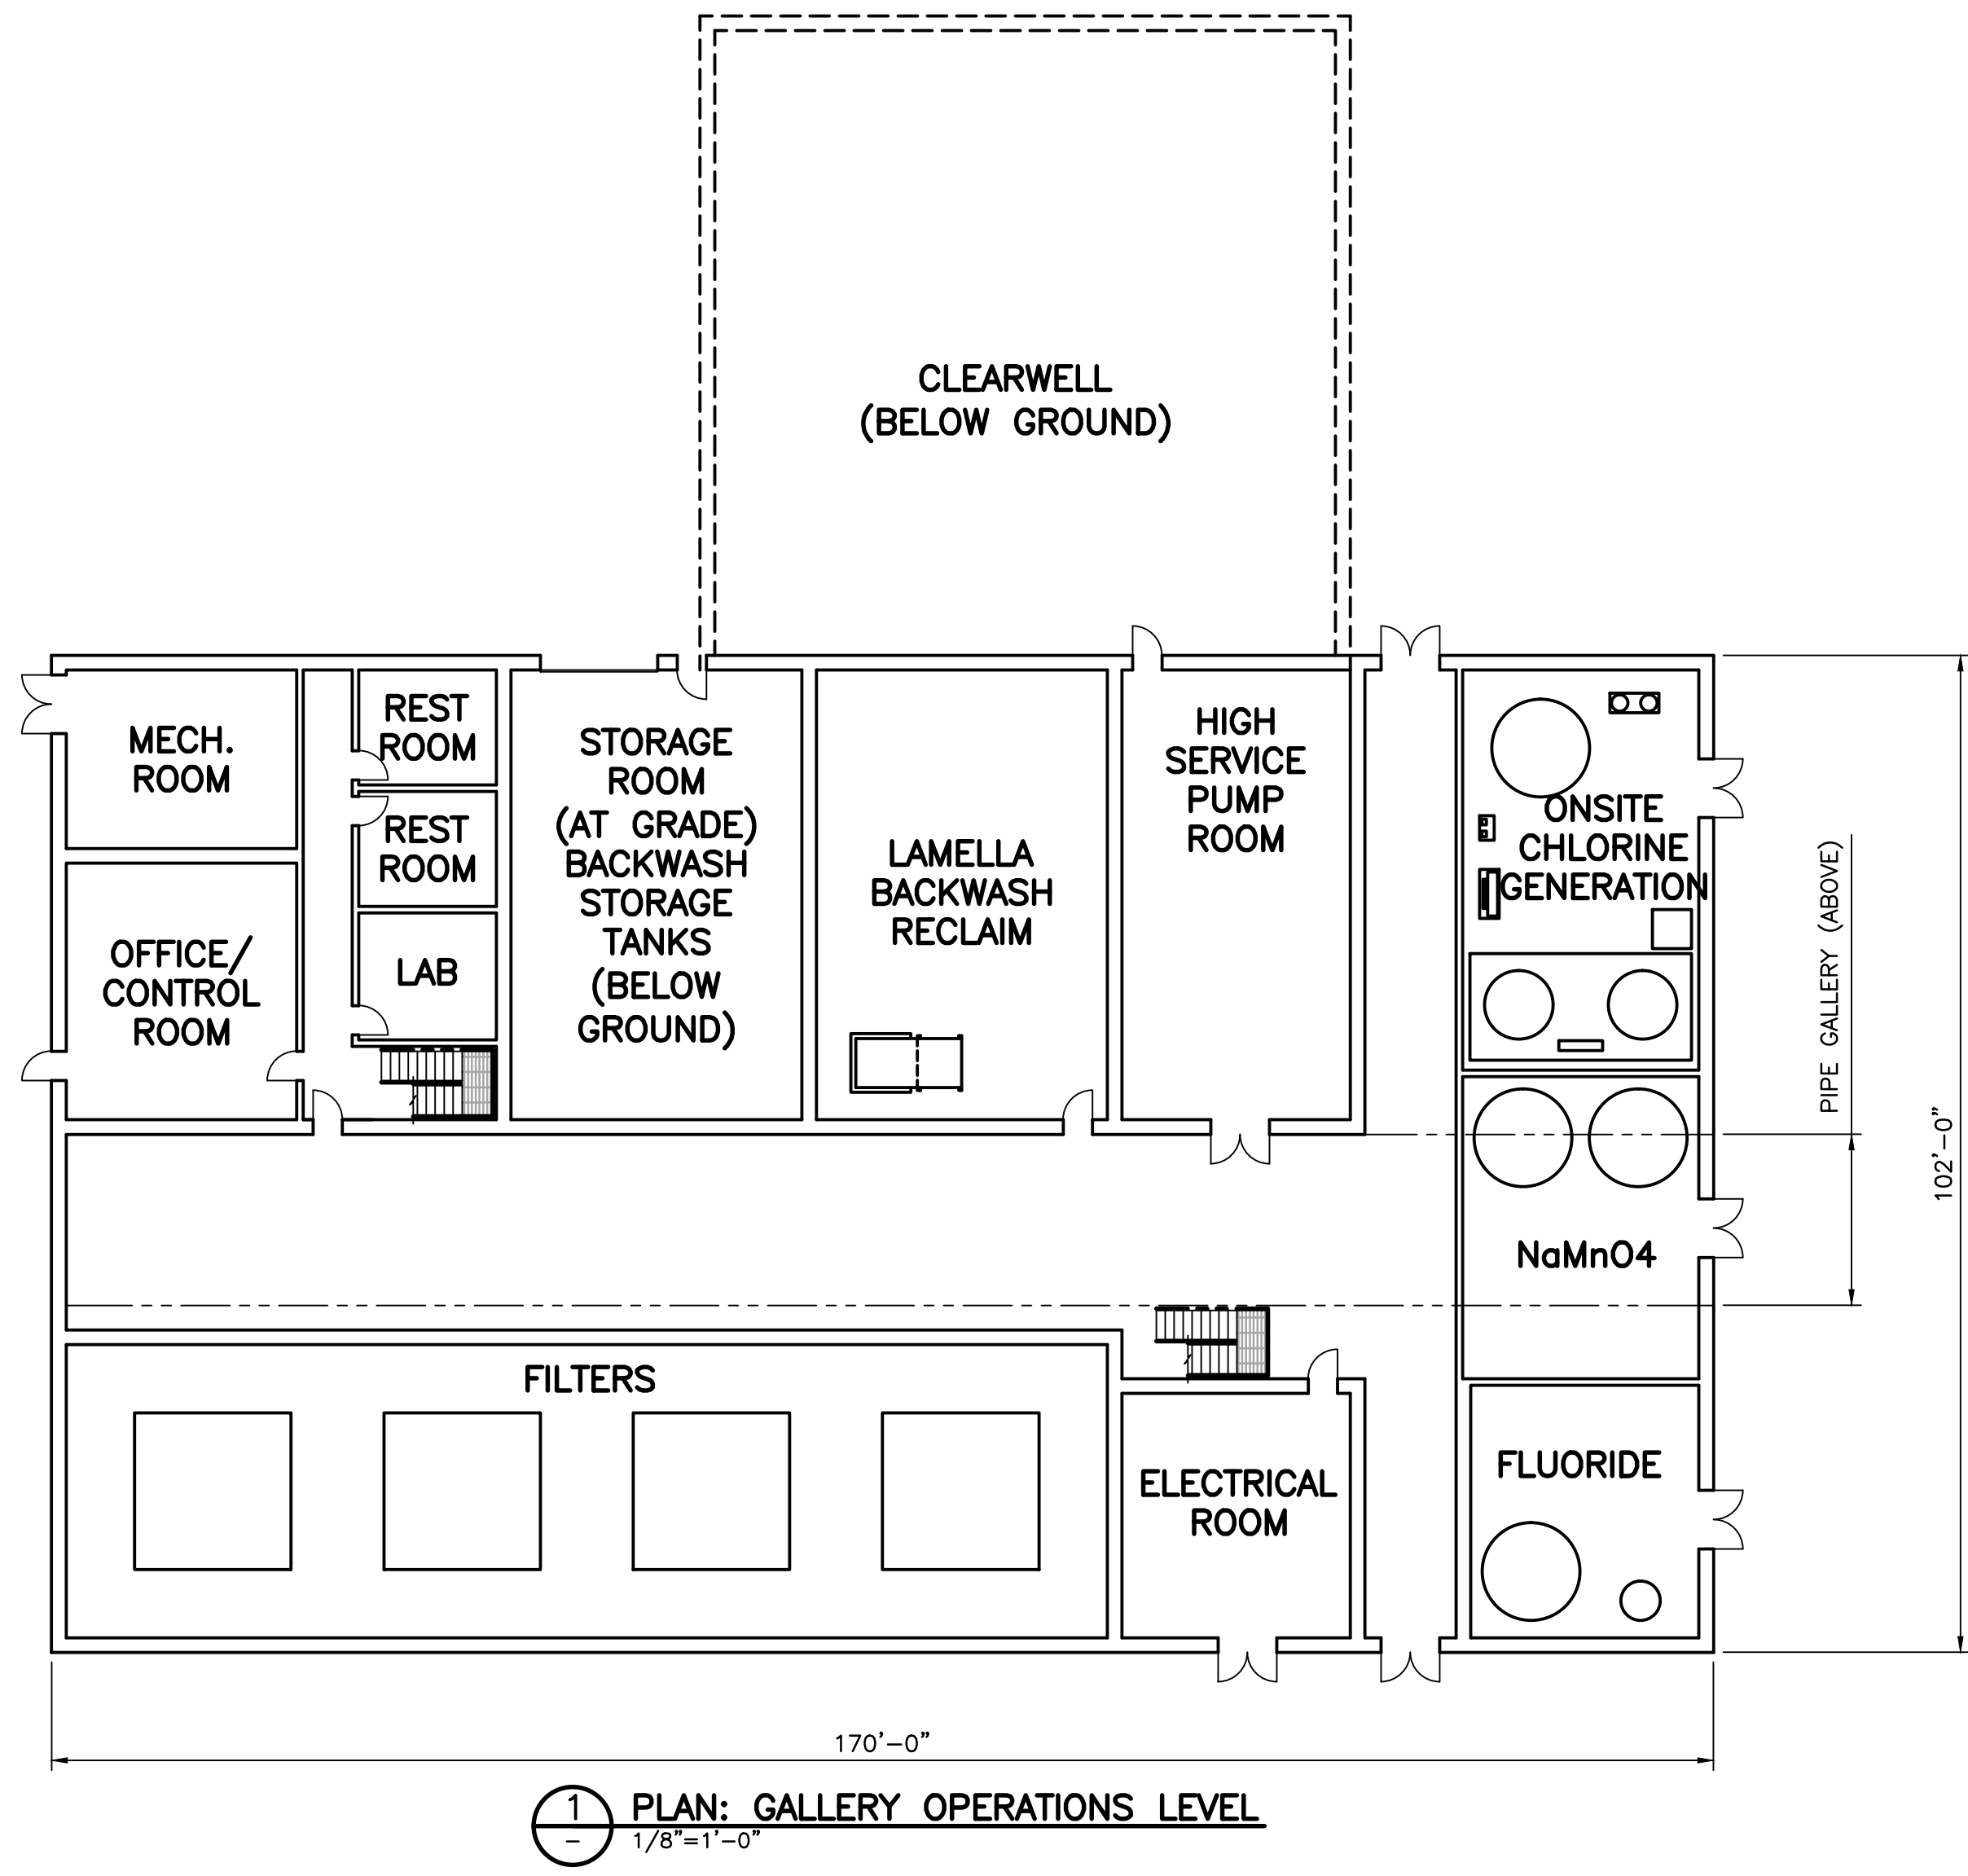 CLEARWELL
(BELOW GROUND)
MECH.
ROOM
REST
ROOM
REST
ROOM
OFFICE/
CONTROL
ROOM
LAB
STORAGE
ROOM
(AT GRADE)
BACKWASH
STORAGE
TANKS
(BELOW
GROUND)
LAMELLA
BACKWASH
RECLAIM
HIGH
SERVICE
PUMP
ROOM
ONSITE
CHLORINE
GENERATION
PIPE GALLERY (ABOVE)
102'-0"
NaMnO4
FILTERS
ELECTRICAL
ROOM
FLUORIDE
170'-0"
1
-
PLAN: GALLERY OPERATIONS LEVEL
1/8"=1'-0"